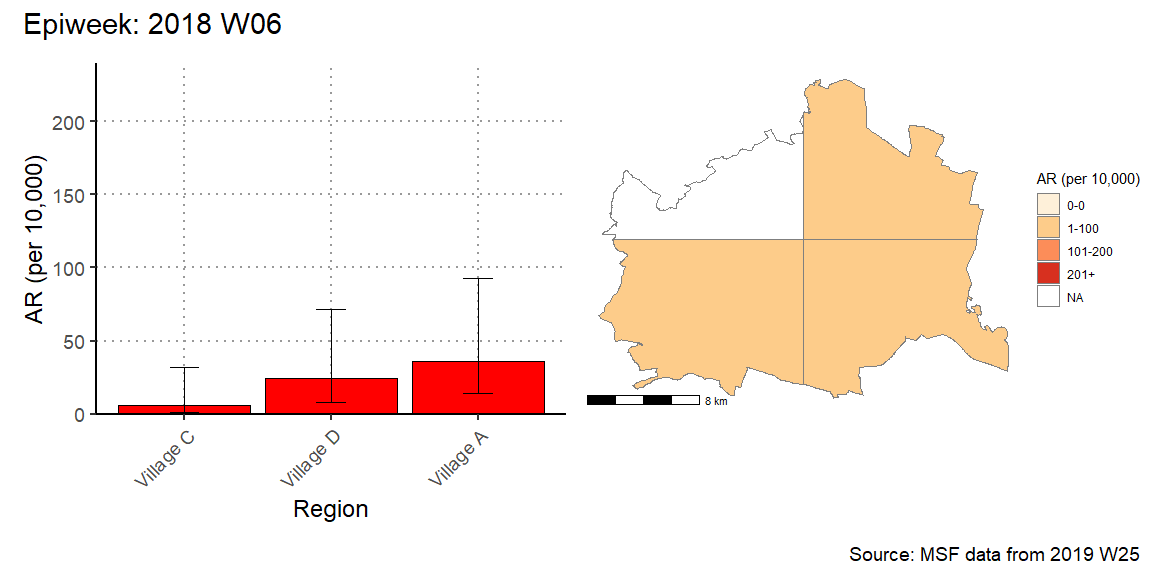 Epiweek: 2018 W06
AR (per 10,000)
200
150
100
50
0
Village C
Village D
Village A
Region
8 km
AR (per 10,000)
0-0
1-100
101-200
201+
NA
Source: MSF data from 2019 W25